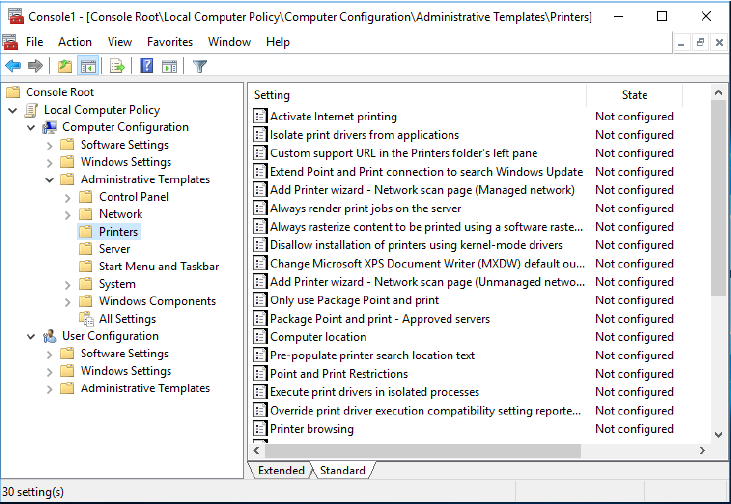 Console1 - [Console Root\Local Computer Policy\Computer Configuration\Administrative Templates\Printers]
File Action View Favorites Window Help
Console Root
Local Computer Policy
Computer Configuration
Software Settings
Windows Settings
Administrative Templates
Control Panel
Network
Printers
Server
Start Menu and Taskbar
System
Windows Components
All Settings
User Configuration
Software Settings
Windows Settings
Administrative Templates
Setting State
Activate Internet printing Not configured
Isolate print drivers from applications Not configured
Custom support URL in the Printers folder's left pane Not configured
Extend Point and Print connection to search Windows Update Not configured
Add Printer wizard - Network scan page (Managed network) Not configured
Always render print jobs on the server Not configured
Always rasterize content to be printed using a software raste... Not configured
Disallow installation of printers using kernel-mode drivers Not configured
Change Microsoft XPS Document Writer (MXDW) default ou... Not configured
Add Printer wizard - Network scan page (Unmanaged netwo... Not configured
Only use Package Point and print Not configured
Package Point and print - Approved servers Not configured
Computer location Not configured
Pre-populate printer search location text Not configured
Point and Print Restrictions Not configured
Execute print drivers in isolated processes Not configured
Override print driver execution compatibility setting reporte... Not configured
Printer browsing Not configured
Extended Standard
30 setting(s)